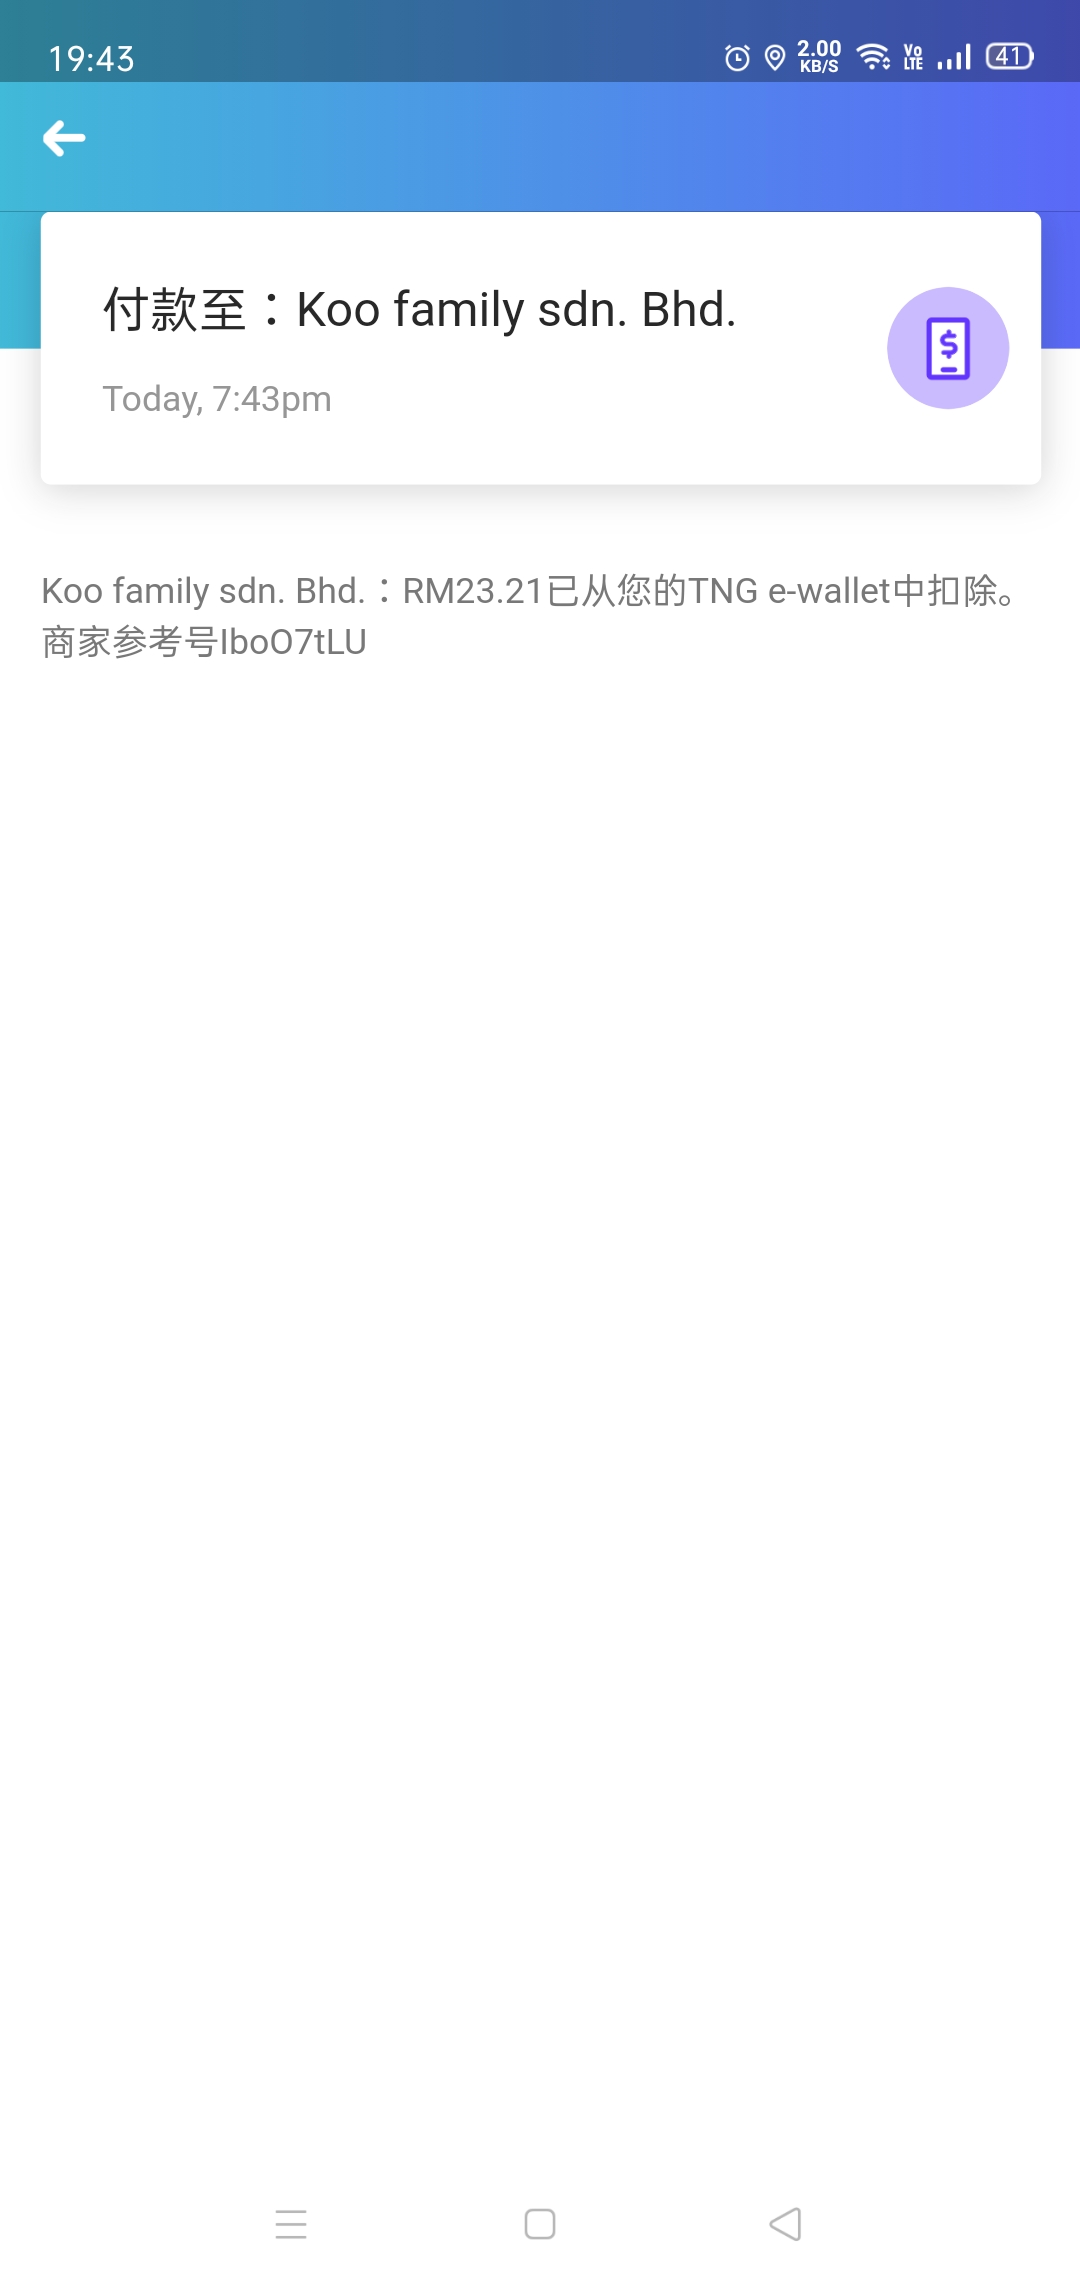 19:43
2.00
KB/S
Vo
LTE
41
付款至：Koo family sdn. Bhd.
Today, 7:43pm
Koo family sdn. Bhd.：RM23.21已从您的TNG e-wallet中扣除。
商家参考号IboO7tLU